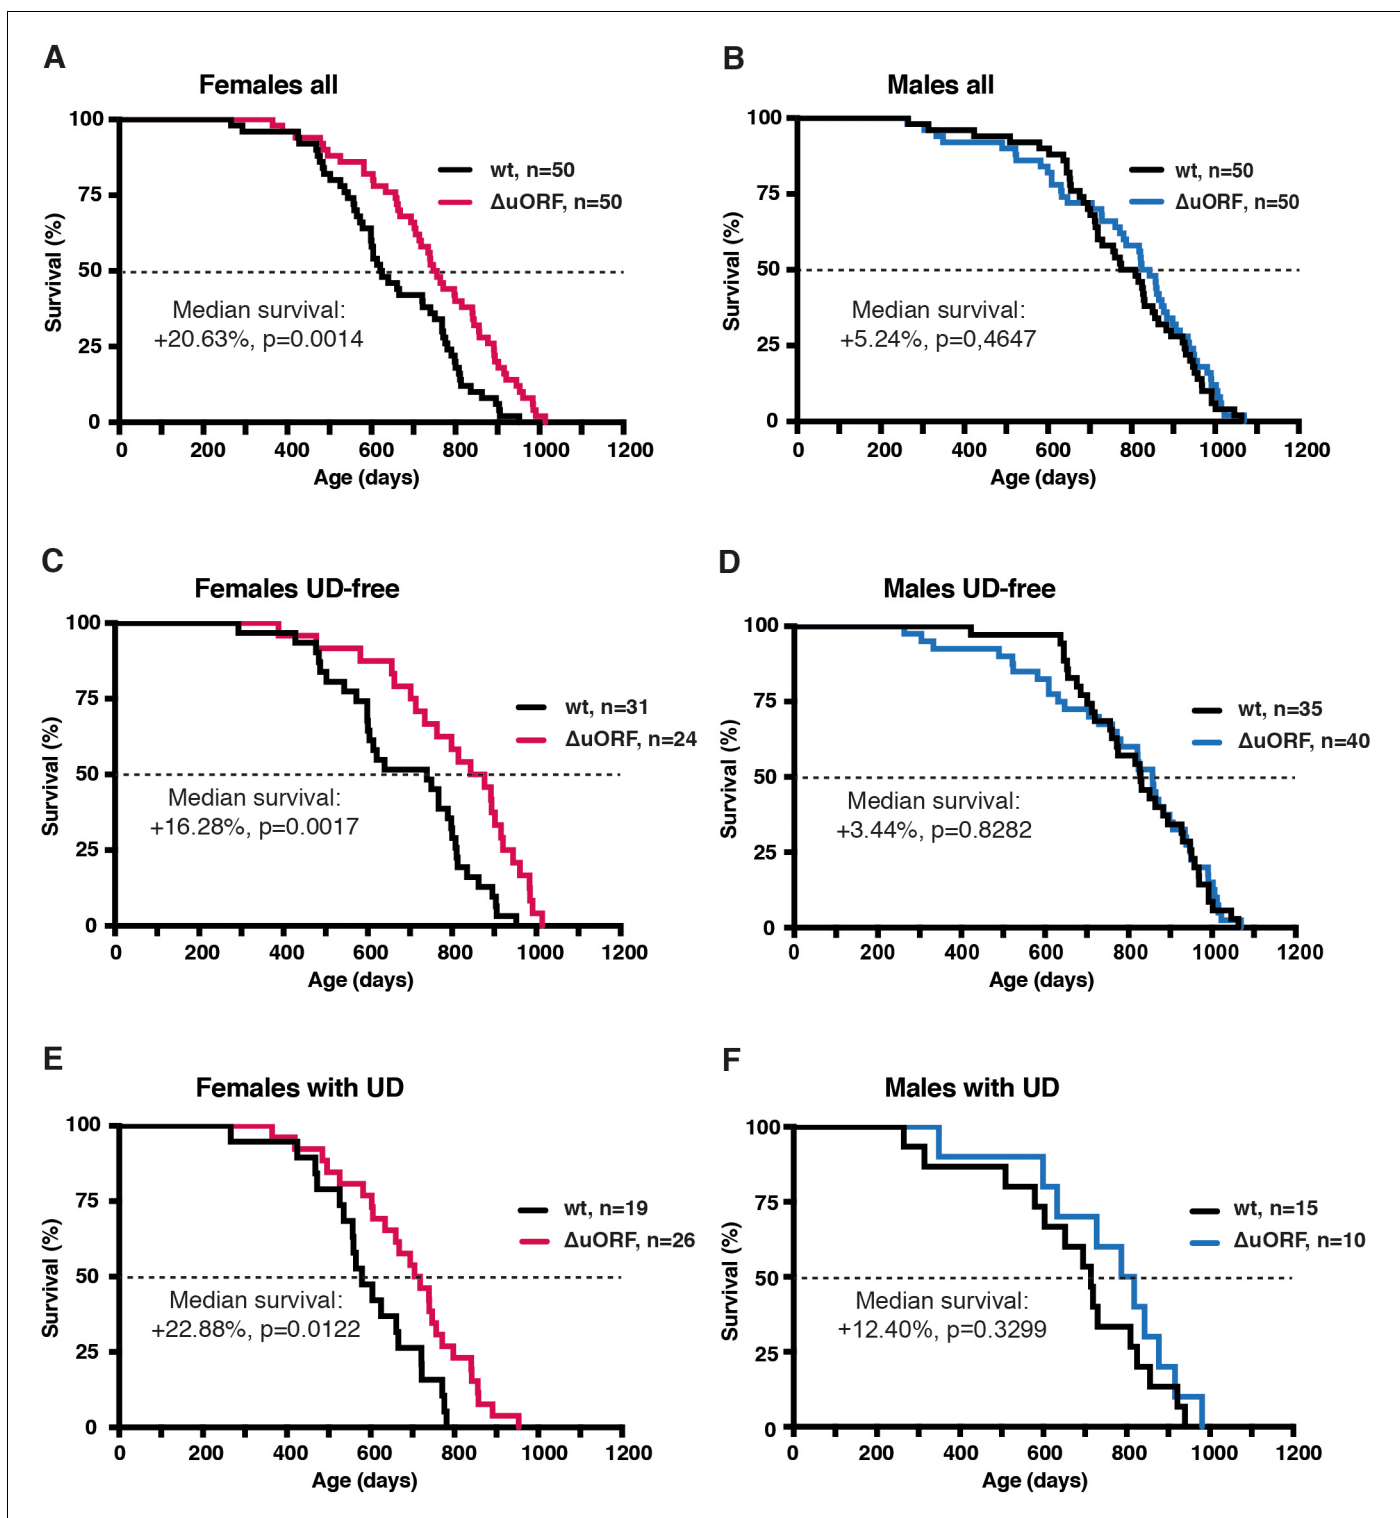 A
Females all
100
75
50
25
0
Survival (%)
wt, n=50
ΔuORF, n=50
Median survival:
+20.63%, p=0.0014
0 200 400 600 800 1000 1200
Age (days)
B
Males all
100
75
50
25
0
Survival (%)
wt, n=50
ΔuORF, n=50
Median survival:
+5.24%, p=0,4647
0 200 400 600 800 1000 1200
Age (days)
C
Females UD-free
100
75
50
25
0
Survival (%)
wt, n=31
ΔuORF, n=24
Median survival:
+16.28%, p=0.0017
0 200 400 600 800 1000 1200
Age (days)
D
Males UD-free
100
75
50
25
0
Survival (%)
wt, n=35
ΔuORF, n=40
Median survival:
+3.44%, p=0.8282
0 200 400 600 800 1000 1200
Age (days)
E
Females with UD
100
75
50
25
0
Survival (%)
wt, n=19
ΔuORF, n=26
Median survival:
+22.88%, p=0.0122
0 200 400 600 800 1000 1200
Age (days)
F
Males with UD
100
75
50
25
0
Survival (%)
wt, n=15
ΔuORF, n=10
Median survival:
+12.40%, p=0.3299
0 200 400 600 800 1000 1200
Age (days)